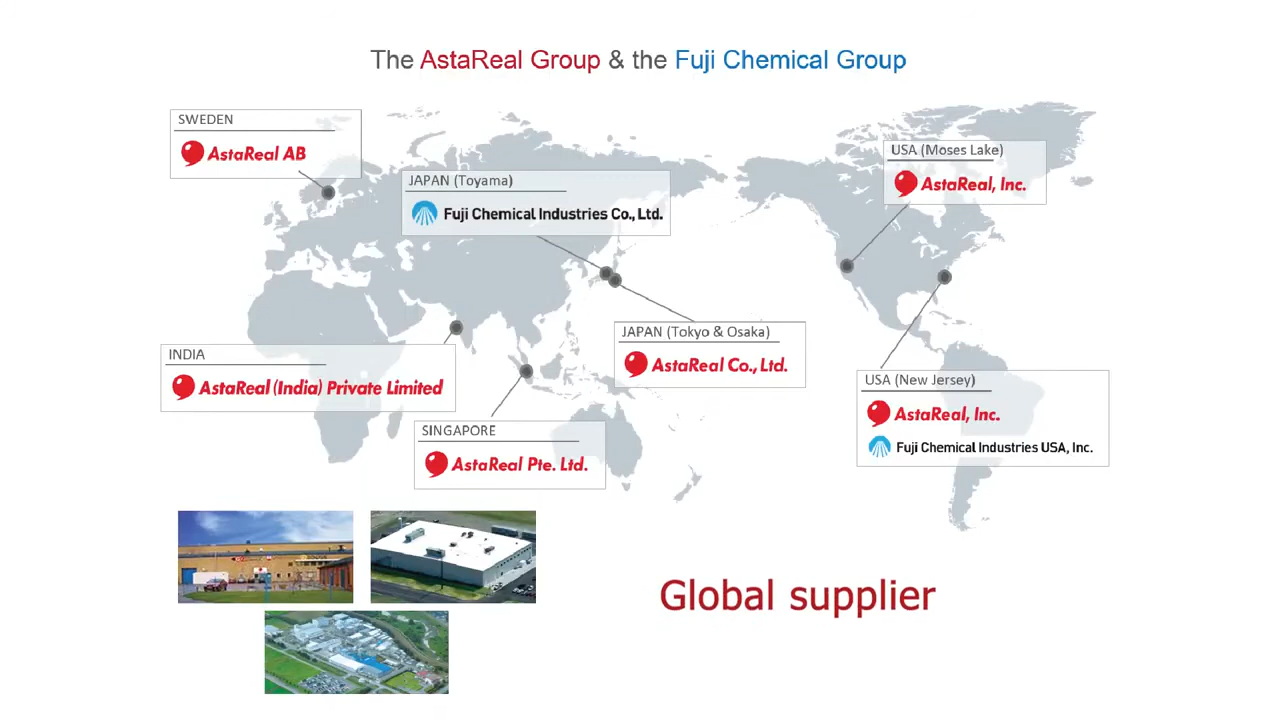 The AstaReal Group & the Fuji Chemical Group
SWEDEN
AstaReal AB
JAPAN (Toyama)
Fuji Chemical Industries Co., Ltd.
USA (Moses Lake)
AstaReal, Inc.
JAPAN (Tokyo & Osaka)
AstaReal Co., Ltd.
INDIA
AstaReal (India) Private Limited
USA (New Jersey)
AstaReal, Inc.
Fuji Chemical Industries USA, Inc.
SINGAPORE
AstaReal Pte. Ltd.
Global supplier